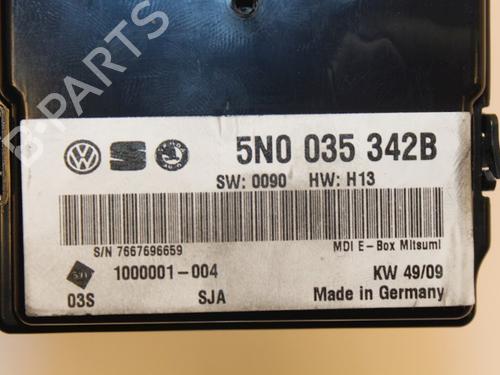 B-PARTS
5N0 035 342B
SW: 0090 HW: H13
S/N 7667696659
MDI E-Box Mitsumi
1000001-004
KW 49/09
03S
SJA
Made in Germany